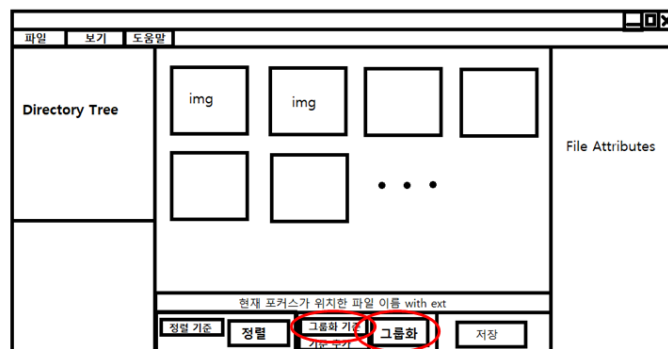 파일 보기 도움말
Directory Tree
img img
File Attributes
현재 포커스가 위치한 파일 이름 with ext
정렬 기준 정렬 그룹화 기준 그룹화 저장